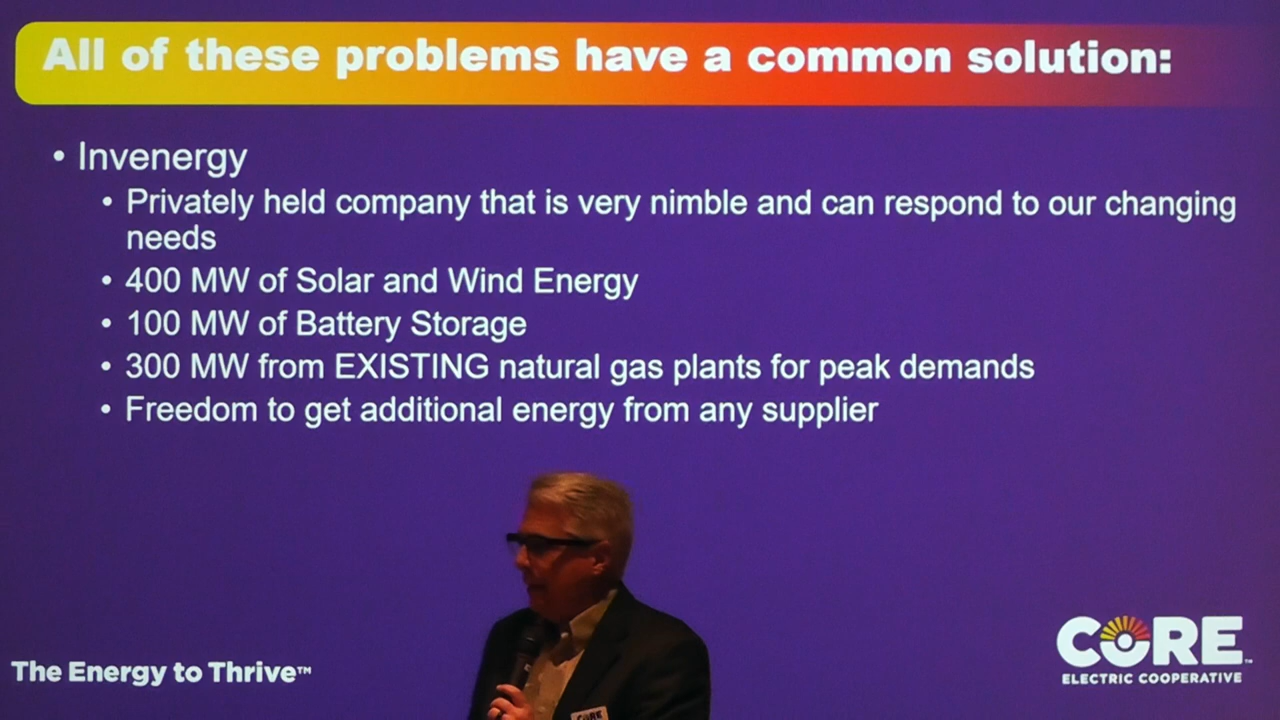 All of these problems have a common solution:
• Invenergy
• Privately held company that is very nimble and can respond to our changing
needs
• 400 MW of Solar and Wind Energy
• 100 MW of Battery Storage
• 300 MW from EXISTING natural gas plants for peak demands
• Freedom to get additional energy from any supplier
The Energy to Thrive™
CORE™
ELECTRIC COOPERATIVE
CORE